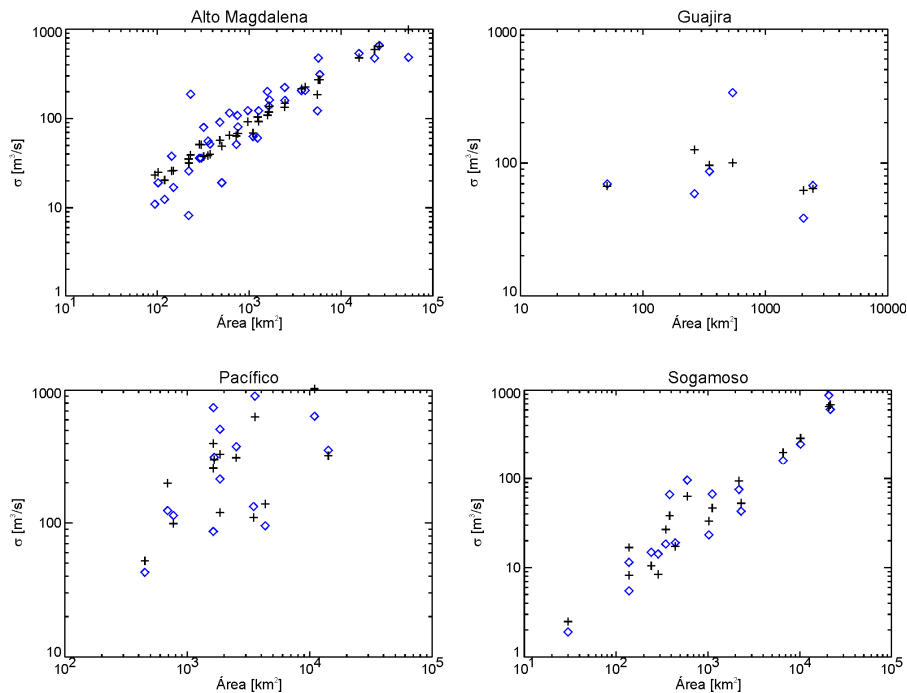 Alto Magdalena
1000
100
10
1
σ [m³/s]
10¹ 10² 10³ 10⁴ 10⁵
Área [km²]
Guajira
1000
100
10
σ [m³/s]
10 100 1000 10000
Área [km²]
Pacífico
1000
100
10
σ [m³/s]
10² 10³ 10⁴ 10⁵
Área [km²]
Sogamoso
1000
100
10
1
σ [m³/s]
10¹ 10² 10³ 10⁴ 10⁵
Área [km²]